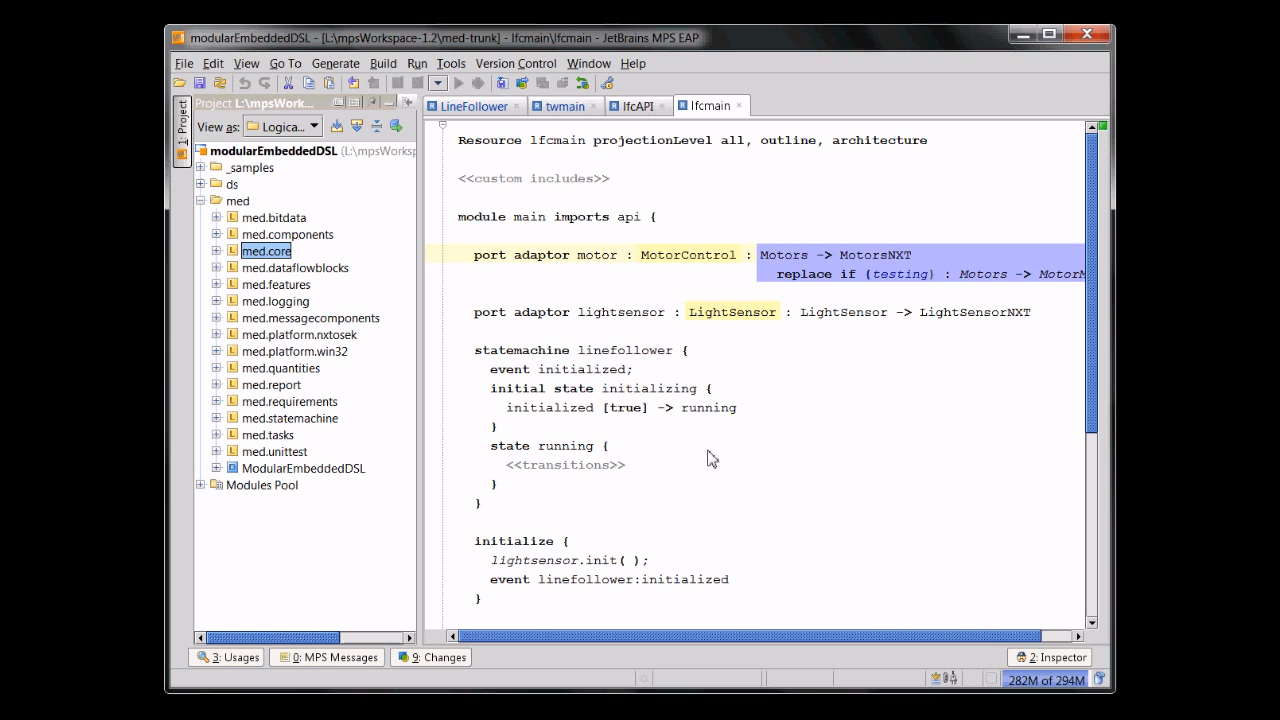 modularEmbeddedDSL - [L:\mpsWorkspace-1.2\med-trunk] - lfcmain\lfcmain - JetBrains MPS EAP
File Edit View Go To Generate Build Run Tools Version Control Window Help
1: Project
Project L:\mpsWork...
View as: Logica...
modularEmbeddedDSL (L:\mpsWorksp
_samples
ds
med
med.bitdata
med.components
med.core
med.dataflowblocks
med.features
med.logging
med.messagecomponents
med.platform.nxtosek
med.platform.win32
med.quantities
med.report
med.requirements
med.statemachine
med.tasks
med.unittest
ModularEmbeddedDSL
Modules Pool
LineFollower twmain lfcAPI lfcmain
Resource lfcmain projectionLevel all, outline, architecture
<<custom includes>>
module main imports api {
port adaptor motor : MotorControl : Motors -> MotorsNXT
replace if {testing} : Motors -> MotorM
port adaptor lightsensor : LightSensor : LightSensor -> LightSensorNXT
statemachine linefollower {
event initialized;
initial state initializing {
initialized [true] -> running
}
state running {
<<transitions>>
}
}
initialize {
lightsensor.init( );
event linefollower:initialized
}
3: Usages 0: MPS Messages 9: Changes 2: Inspector
282M of 294M